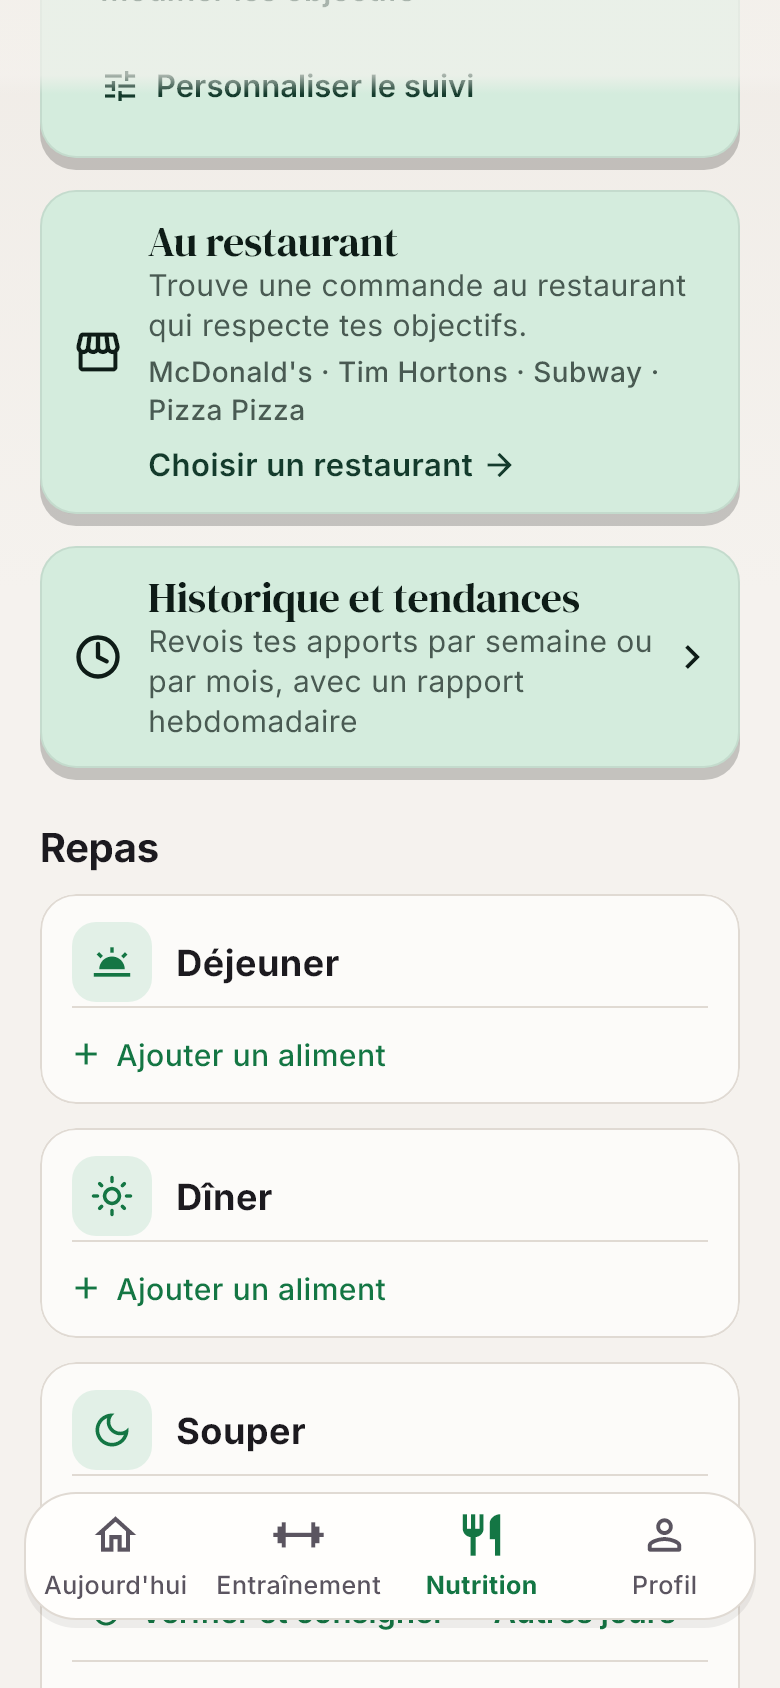 Personnaliser le suivi
Au restaurant
Trouve une commande au restaurant
qui respecte tes objectifs.
McDonald's · Tim Hortons · Subway ·
Pizza Pizza
Choisir un restaurant →
Historique et tendances
Revois tes apports par semaine ou
par mois, avec un rapport
hebdomadaire
Repas
Déjeuner
+ Ajouter un aliment
Dîner
+ Ajouter un aliment
Souper
Aujourd'hui
Entraînement
Nutrition
Profil